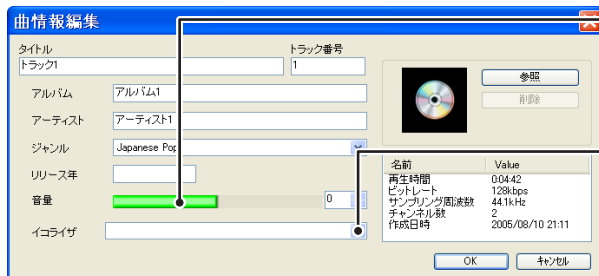 曲情報編集
タイトル
トラック番号
トラック1
1
アルバム
アルバム1
アーティスト
アーティスト1
ジャンル
Japanese Pop
リリース年
音量
0
イコライザ
参照
削除
名前 Value
再生時間 0:04:42
ビットレート 128kbps
サンプリング周波数 44.1kHz
チャンネル数 2
作成日時 2005/08/10 21:11
OK
キャンセル